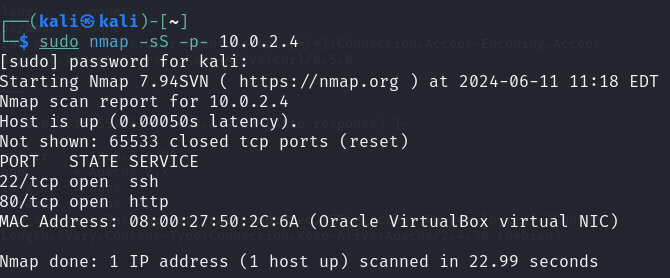 ┌──(kali㉿kali)-[~]
└─$ sudo nmap -sS -p- 10.0.2.4
[sudo] password for kali:
Starting Nmap 7.94SVN ( https://nmap.org ) at 2024-06-11 11:18 EDT
Nmap scan report for 10.0.2.4
Host is up (0.00050s latency).
Not shown: 65533 closed tcp ports (reset)
PORT   STATE SERVICE
22/tcp open  ssh
80/tcp open  http
MAC Address: 08:00:27:50:2C:6A (Oracle VirtualBox virtual NIC)

Nmap done: 1 IP address (1 host up) scanned in 22.99 seconds